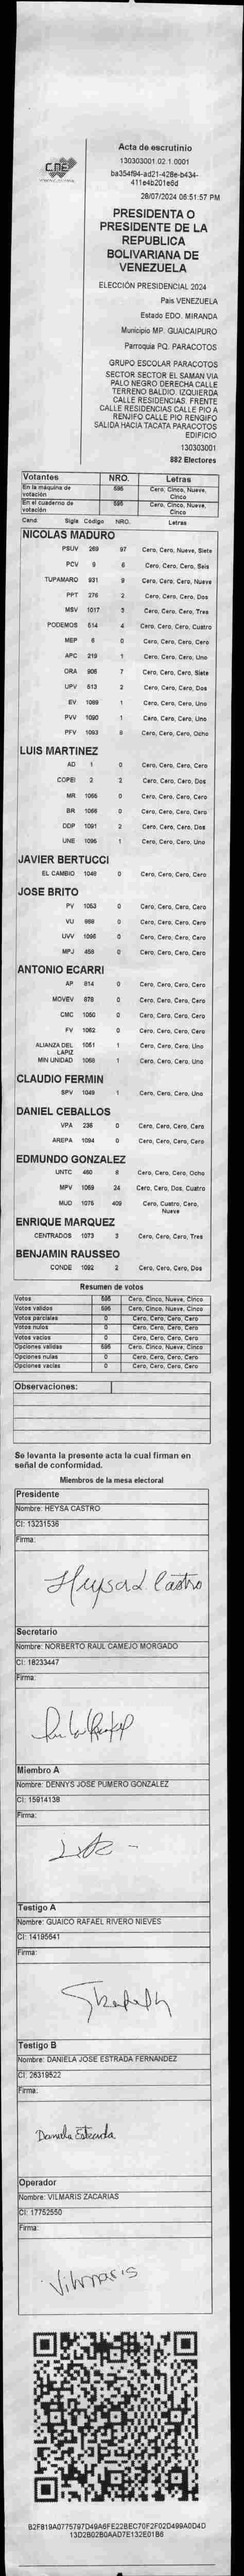 CNE
Acta de escrutinio
130303001.02.1.0001
ba354f94-ad21-428e-b434-
411e4b201e6d
28/07/2024 06:51:57 PM
PRESIDENTA O
PRESIDENTE DE LA
REPUBLICA
BOLIVARIANA DE
VENEZUELA
ELECCIÓN PRESIDENCIAL 2024
País VENEZUELA
Estado EDO. MIRANDA
Municipio MP. GUAICAIPURO
Parroquia PQ. PARACOTOS
GRUPO ESCOLAR PARACOTOS
SECTOR SECTOR EL SAMAN VIA
PALO NEGRO DERECHA CALLE
TERRENO BALDIO. IZQUIERDA
CALLE RESIDENCIAS. FRENTE
CALLE RESIDENCIAS CALLE PIO A
RENJIFO CALLE PIO RENGIFO
SALIDA HACIA TACATA PARACOTOS
EDIFICIO
130303001
882 Electores
Votantes NRO. Letras
En la máquina de votación 595 Cero, Cinco, Nueve, Cinco
En el cuaderno de votación 595 Cero, Cinco, Nueve, Cinco
Cand Sigla Código NRO. Letras
NICOLAS MADURO
PSUV 268 97 Cero, Cero, Nueve, Siete
PCV 9 6 Cero, Cero, Cero, Seis
TUPAMARO 931 9 Cero, Cero, Cero, Nueve
PPT 276 2 Cero, Cero, Cero, Dos
MSV 1017 3 Cero, Cero, Cero, Tres
PODEMOS 514 4 Cero, Cero, Cero, Cuatro
MEP 6 0 Cero, Cero, Cero, Cero
APC 219 1 Cero, Cero, Cero, Uno
ORA 906 7 Cero, Cero, Cero, Siete
UPV 513 2 Cero, Cero, Cero, Dos
EV 1089 1 Cero, Cero, Cero, Uno
PVV 1090 1 Cero, Cero, Cero, Uno
PFV 1093 8 Cero, Cero, Cero, Ocho
LUIS MARTINEZ
AD 1 0 Cero, Cero, Cero, Cero
COPEI 2 2 Cero, Cero, Cero, Dos
MR 1065 0 Cero, Cero, Cero, Cero
BR 1066 0 Cero, Cero, Cero, Cero
DDP 1091 2 Cero, Cero, Cero, Dos
UNE 1095 1 Cero, Cero, Cero, Uno
JAVIER BERTUCCI
EL CAMBIO 1048 0 Cero, Cero, Cero, Cero
JOSE BRITO
PV 1053 0 Cero, Cero, Cero, Cero
VU 968 0 Cero, Cero, Cero, Cero
UVV 1096 0 Cero, Cero, Cero, Cero
MPJ 458 0 Cero, Cero, Cero, Cero
ANTONIO ECARRI
AP 814 0 Cero, Cero, Cero, Cero
MOVEV 878 0 Cero, Cero, Cero, Cero
CMC 1050 0 Cero, Cero, Cero, Cero
FV 1062 0 Cero, Cero, Cero, Cero
ALIANZA DEL LAPIZ 1051 1 Cero, Cero, Cero, Uno
MIN UNIDAD 1068 1 Cero, Cero, Cero, Uno
CLAUDIO FERMIN
SPV 1049 1 Cero, Cero, Cero, Uno
DANIEL CEBALLOS
VPA 236 0 Cero, Cero, Cero, Cero
AREPA 1094 0 Cero, Cero, Cero, Cero
EDMUNDO GONZALEZ
UNTC 460 8 Cero, Cero, Cero, Ocho
MPV 1069 24 Cero, Cero, Dos, Cuatro
MUD 1075 409 Cero, Cuatro, Cero, Nueve
ENRIQUE MARQUEZ
CENTRADOS 1073 3 Cero, Cero, Cero, Tres
BENJAMIN RAUSSEO
CONDE 1092 2 Cero, Cero, Cero, Dos
Resumen de votos
Votos 595 Cero, Cinco, Nueve, Cinco
Votos válidos 595 Cero, Cinco, Nueve, Cinco
Votos parciales 0 Cero, Cero, Cero, Cero
Votos nulos 0 Cero, Cero, Cero, Cero
Votos vacíos 0 Cero, Cero, Cero, Cero
Opciones válidas 595 Cero, Cinco, Nueve, Cinco
Opciones nulas 0 Cero, Cero, Cero, Cero
Opciones vacías 0 Cero, Cero, Cero, Cero
Observaciones:
Se levanta la presente acta la cual firman en
señal de conformidad.
Miembros de la mesa electoral
Presidente
Nombre: HEYSA CASTRO
CI: 13231536
Firma:
Heysa d. Castro
Secretario
Nombre: NORBERTO RAUL CAMEJO MORGADO
CI: 18233447
Firma:
Miembro A
Nombre: DENNYS JOSE PUMERO GONZALEZ
CI: 15914138
Firma:
Testigo A
Nombre: GUAICO RAFAEL RIVERO NIEVES
CI: 14195641
Firma:
Testigo B
Nombre: DANIELA JOSE ESTRADA FERNANDEZ
CI: 26319522
Firma:
Daniela Estrada
Operador
Nombre: VILMARIS ZACARIAS
CI: 17752550
Firma:
Vilmaris
B2F819A0775797D49A6FE22BEC70F2F02D499A0D4D
13D2B02B0AAD7E132E01B6